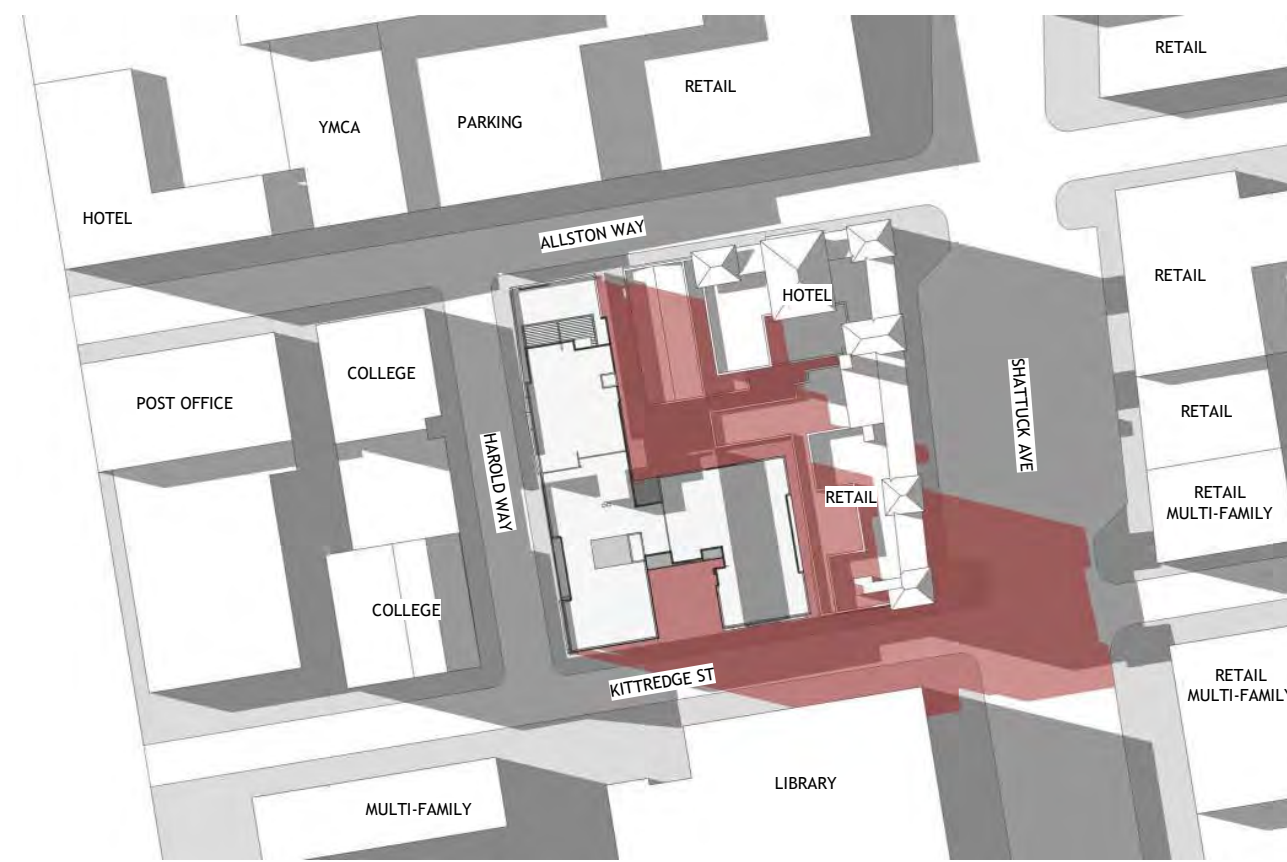 RETAIL
RETAIL
PARKING
YMCA
HOTEL
ALLSTON WAY
RETAIL
HOTEL
COLLEGE
POST OFFICE
SHATTUCK AVE
RETAIL
HAROLD WAY
RETAIL
RETAIL
MULTI-FAMILY
COLLEGE
KITTREDGE ST
RETAIL
MULTI-FAMILY
LIBRARY
MULTI-FAMILY